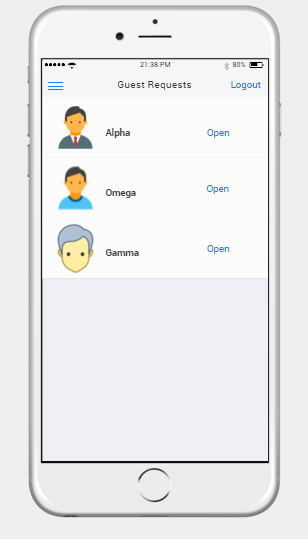 21:38 PM 80%
Guest Requests Logout
Alpha Open
Omega Open
Gamma Open